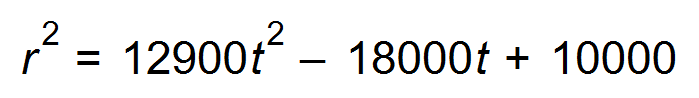 r² = 12900t² – 18000t + 10000